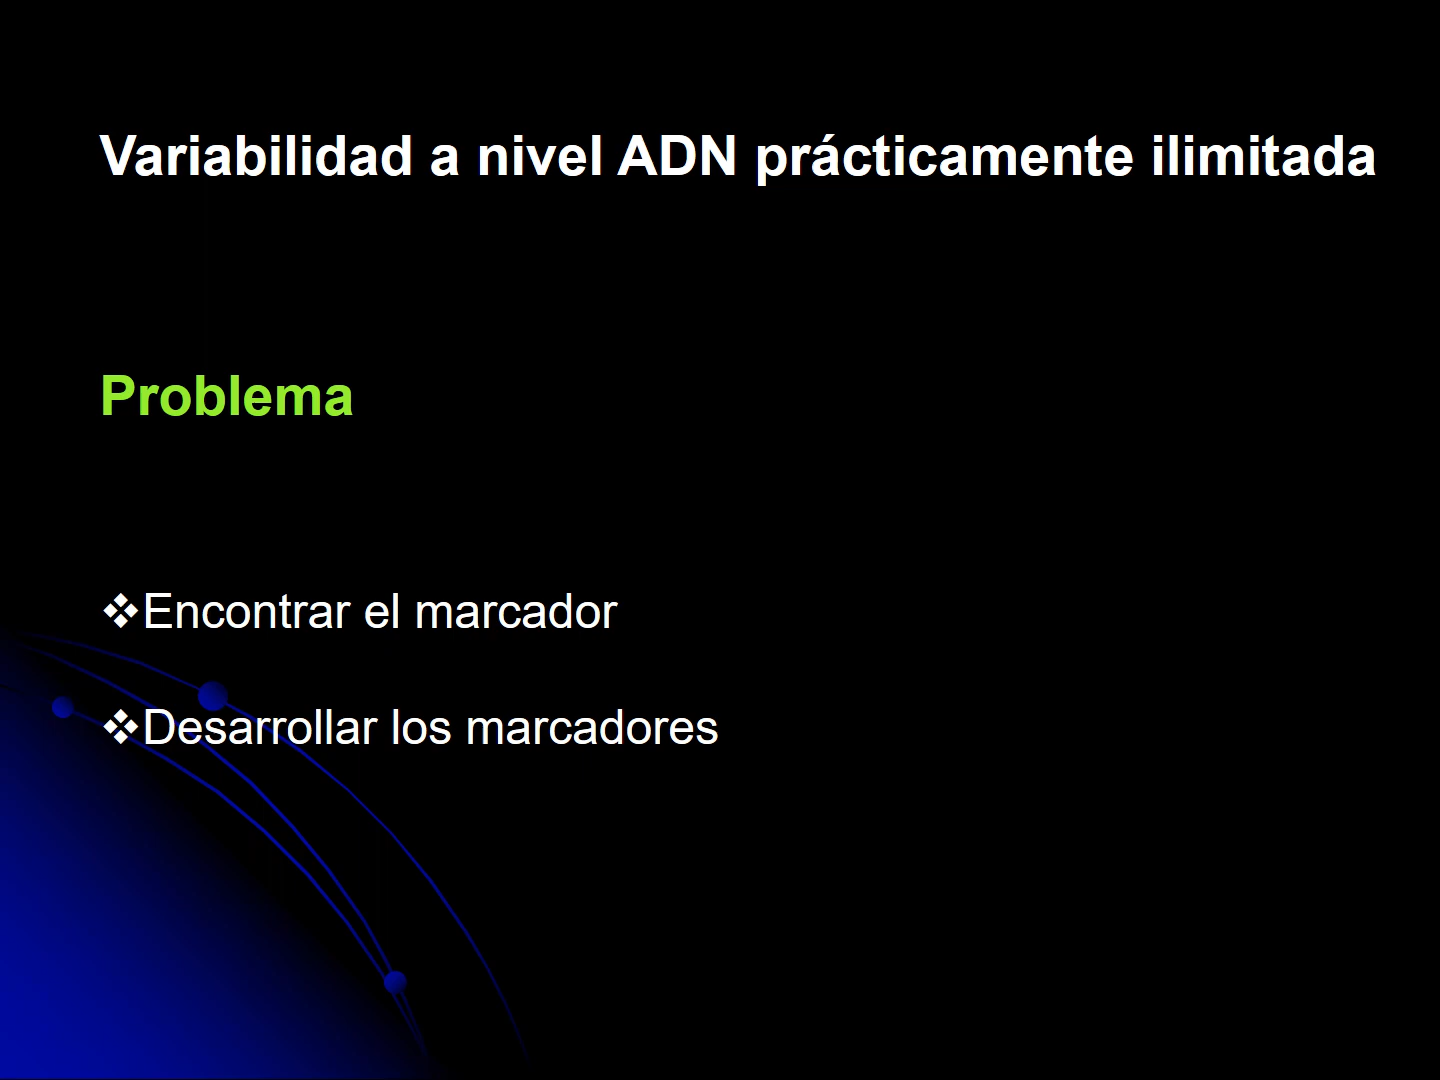 Variabilidad a nivel ADN prácticamente ilimitada
Problema
❖Encontrar el marcador
❖Desarrollar los marcadores